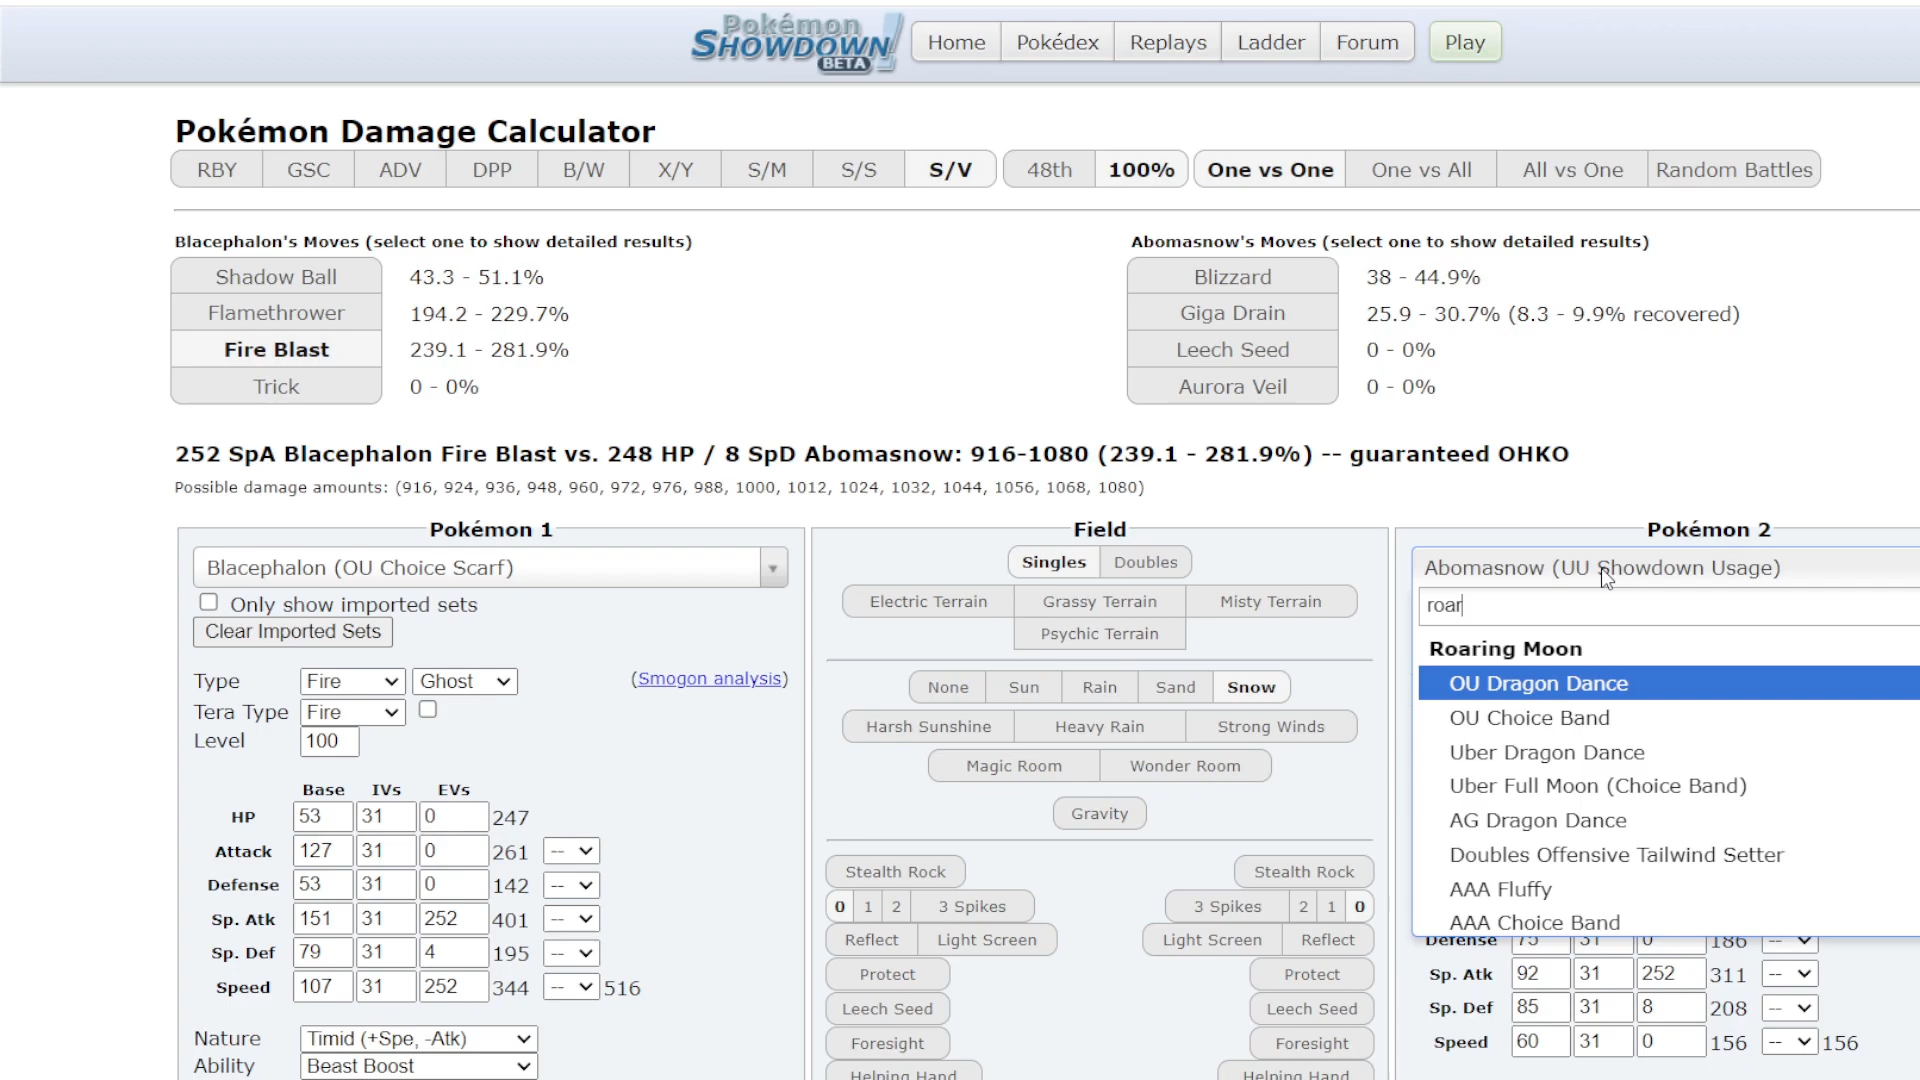 Pokémon
SHOWDOWN!
BETA
Home Pokédex Replays Ladder Forum Play
Pokémon Damage Calculator
RBY GSC ADV DPP B/W X/Y S/M S/S S/V 48th 100% One vs One One vs All All vs One Random Battles
Blacephalon's Moves (select one to show detailed results)
Shadow Ball 43.3 - 51.1%
Flamethrower 194.2 - 229.7%
Fire Blast 239.1 - 281.9%
Trick 0 - 0%
Abomasnow's Moves (select one to show detailed results)
Blizzard 38 - 44.9%
Giga Drain 25.9 - 30.7% (8.3 - 9.9% recovered)
Leech Seed 0 - 0%
Aurora Veil 0 - 0%
252 SpA Blacephalon Fire Blast vs. 248 HP / 8 SpD Abomasnow: 916-1080 (239.1 - 281.9%) -- guaranteed OHKO
Possible damage amounts: (916, 924, 936, 948, 960, 972, 976, 988, 1000, 1012, 1024, 1032, 1044, 1056, 1068, 1080)
Pokémon 1
Blacephalon (OU Choice Scarf)
Only show imported sets
Clear Imported Sets
Type Fire Ghost (Smogon analysis)
Tera Type Fire
Level 100
Base IVs EVs
HP 53 31 0 247
Attack 127 31 0 261 --
Defense 53 31 0 142 --
Sp. Atk 151 31 252 401 --
Sp. Def 79 31 4 195 --
Speed 107 31 252 344 -- 516
Nature Timid (+Spe, -Atk)
Ability Beast Boost
Field
Singles Doubles
Electric Terrain Grassy Terrain Misty Terrain
Psychic Terrain
None Sun Rain Sand Snow
Harsh Sunshine Heavy Rain Strong Winds
Magic Room Wonder Room
Gravity
Stealth Rock Stealth Rock
0 1 2 3 Spikes 3 Spikes 2 1 0
Reflect Light Screen Light Screen Reflect
Protect Protect
Leech Seed Leech Seed
Foresight Foresight
Helping Hand Helping Hand
Pokémon 2
Abomasnow (UU Showdown Usage)
roar
Roaring Moon
OU Dragon Dance
OU Choice Band
Uber Dragon Dance
Uber Full Moon (Choice Band)
AG Dragon Dance
Doubles Offensive Tailwind Setter
AAA Fluffy
AAA Choice Band
Defense 75 31 0 186 --
Sp. Atk 92 31 252 311 --
Sp. Def 85 31 8 208 --
Speed 60 31 0 156 -- 156